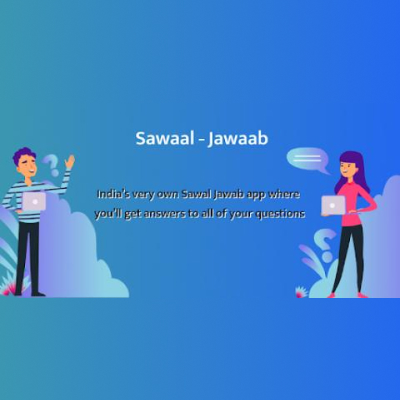 Sawaal - Jawaab
India's very own Sawal Jawab app where
you'll get answers to all of your questions